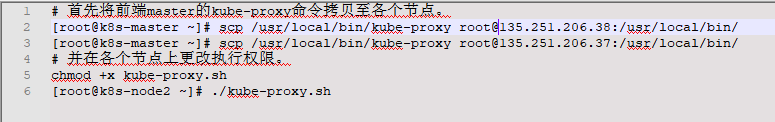 1 # 首先将前端master的kube-proxy命令拷贝至各个节点。
2 [root@k8s-master ~]# scp /usr/local/bin/kube-proxy root@135.251.206.38:/usr/local/bin/
3 [root@k8s-master ~]# scp /usr/local/bin/kube-proxy root@135.251.206.37:/usr/local/bin/
4 # 并在各个节点上更改执行权限。
5 chmod +x kube-proxy.sh
6 [root@k8s-node2 ~]# ./kube-proxy.sh